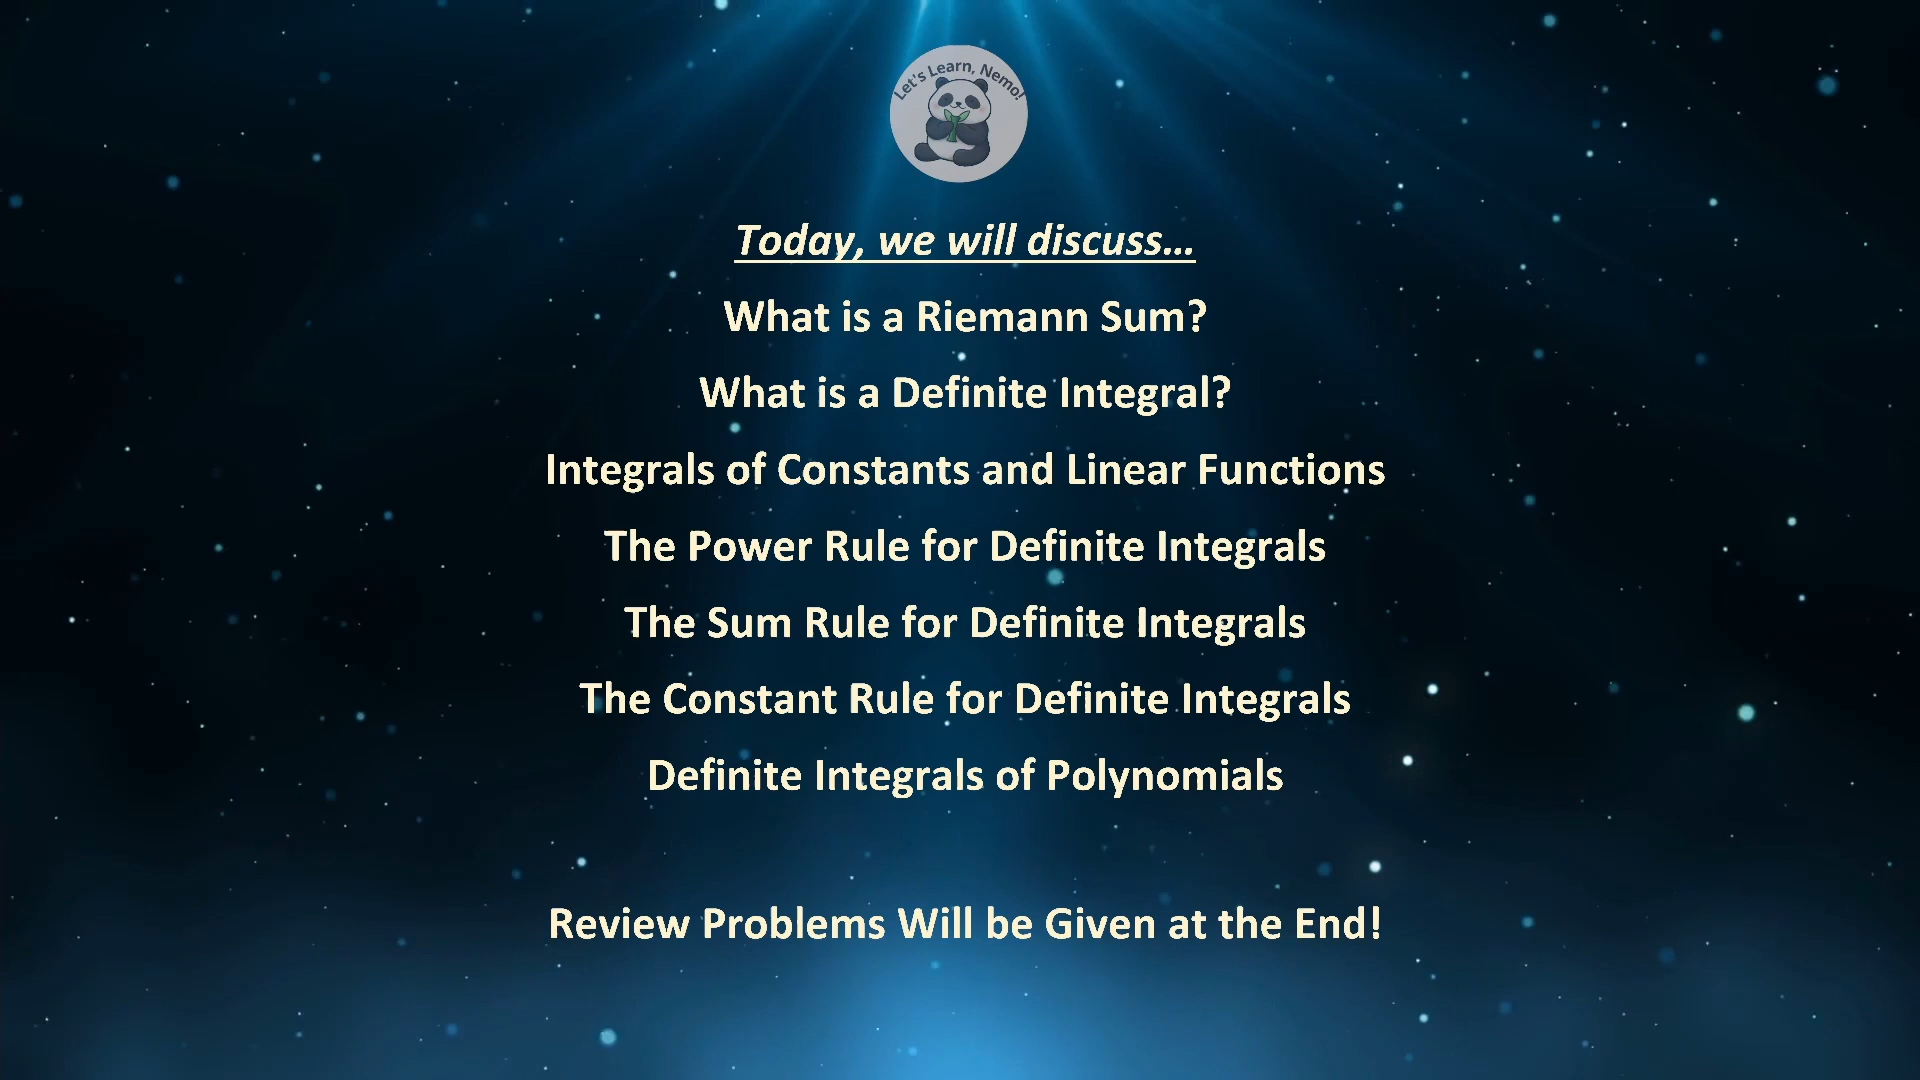 Let's Learn, Nemo!
Today, we will discuss...
What is a Riemann Sum?
What is a Definite Integral?
Integrals of Constants and Linear Functions
The Power Rule for Definite Integrals
The Sum Rule for Definite Integrals
The Constant Rule for Definite Integrals
Definite Integrals of Polynomials
Review Problems Will be Given at the End!